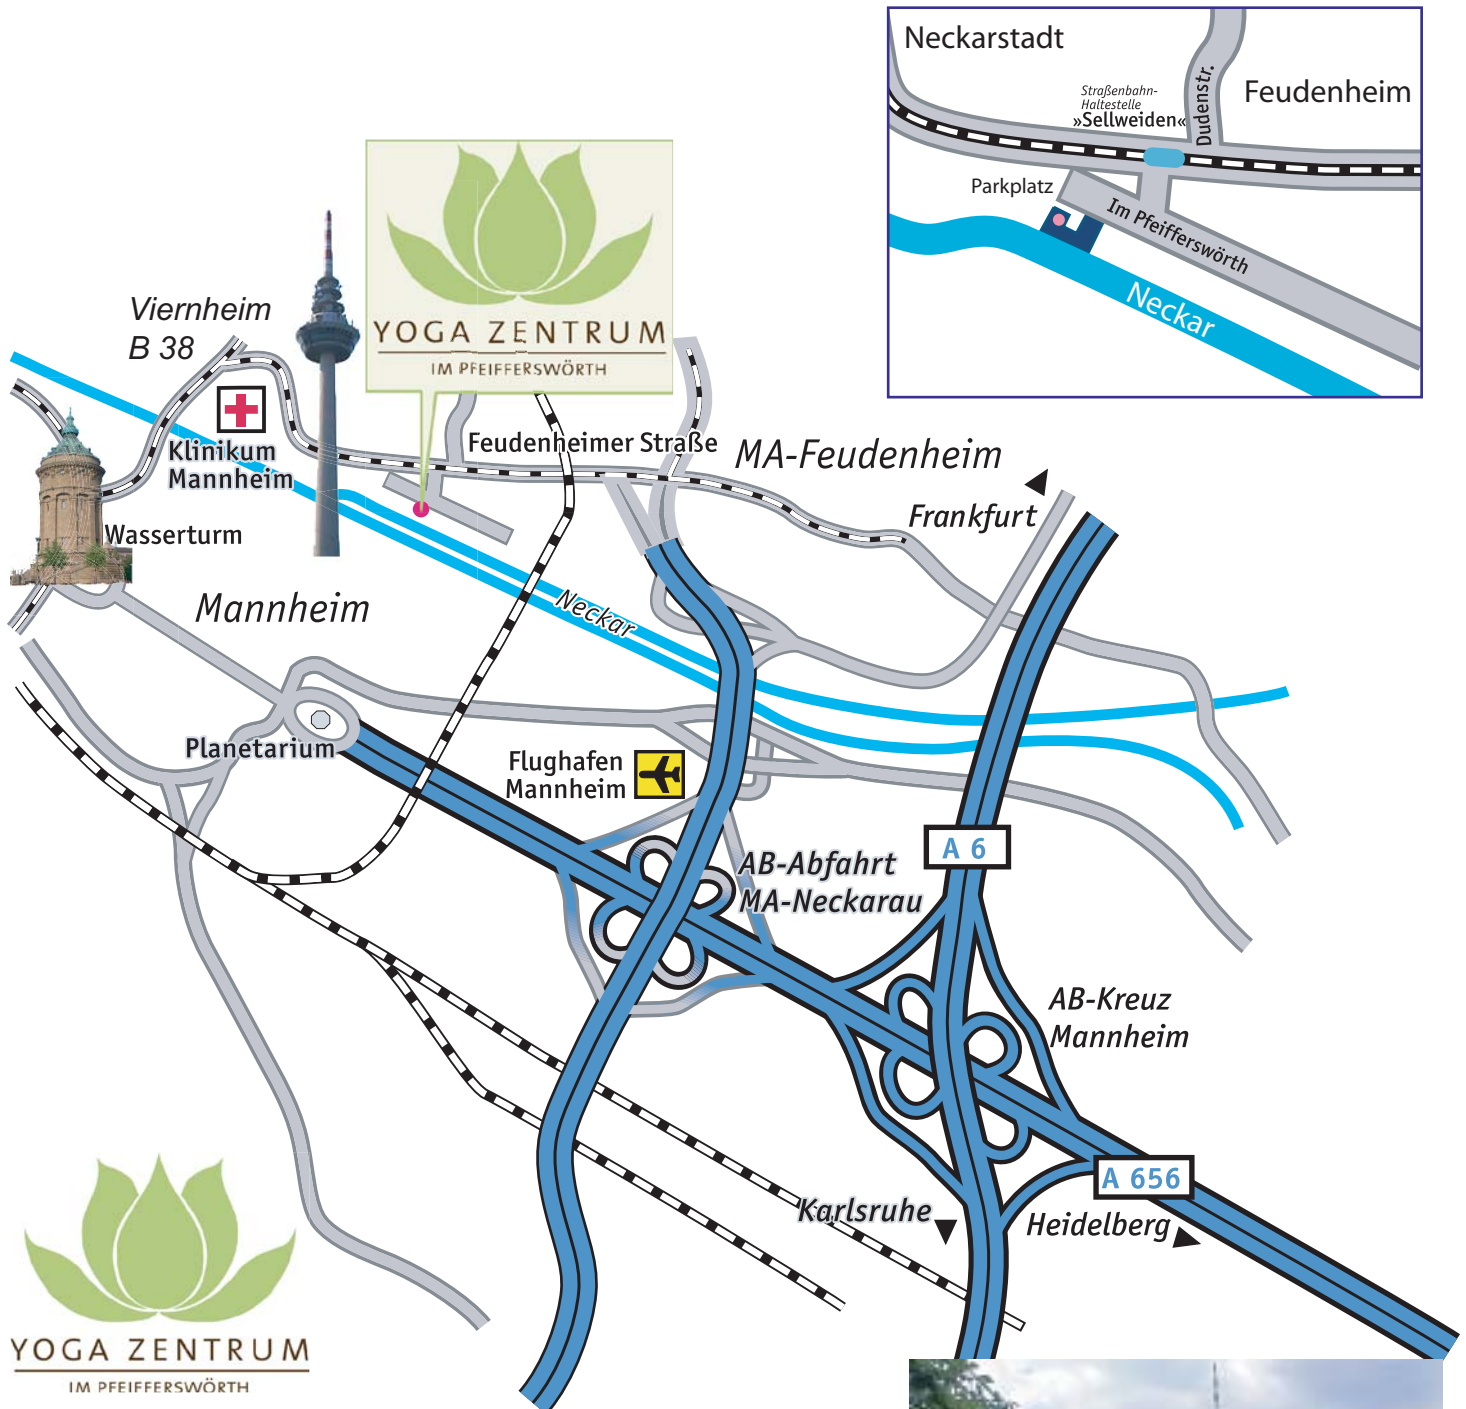 Neckarstadt
Straßenbahn-
Haltestelle
»Sellweiden«
Dudenstr.
Feudenheim
Parkplatz
Im Pfeifferswörth
Neckar
YOGA ZENTRUM
IM PFEIFFERSWÖRTH
Viernheim
B 38
Klinikum
Mannheim
Feudenheimer Straße
MA-Feudenheim
Frankfurt
Wasserturm
Mannheim
Neckar
Planetarium
Flughafen
Mannheim
A 6
AB-Abfahrt
MA-Neckarau
AB-Kreuz
Mannheim
A 656
Karlsruhe
Heidelberg
YOGA ZENTRUM
IM PFEIFFERSWÖRTH